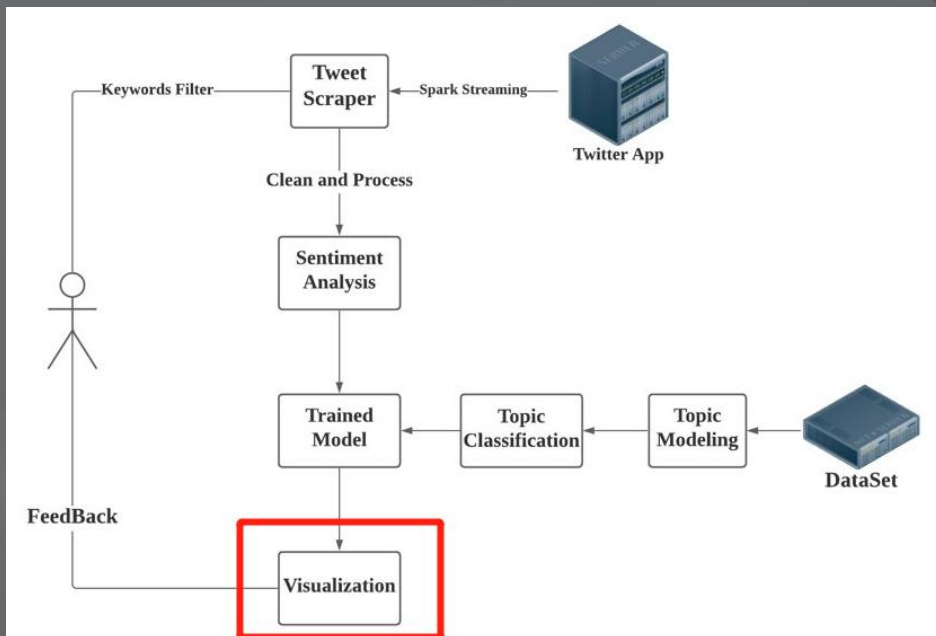 Tweet
Scraper
Keywords Filter
Spark Streaming
SERVER
Twitter App
Clean and Process
Sentiment
Analysis
Trained
Model
Topic
Classification
Topic
Modeling
DataSet
FeedBack
Visualization